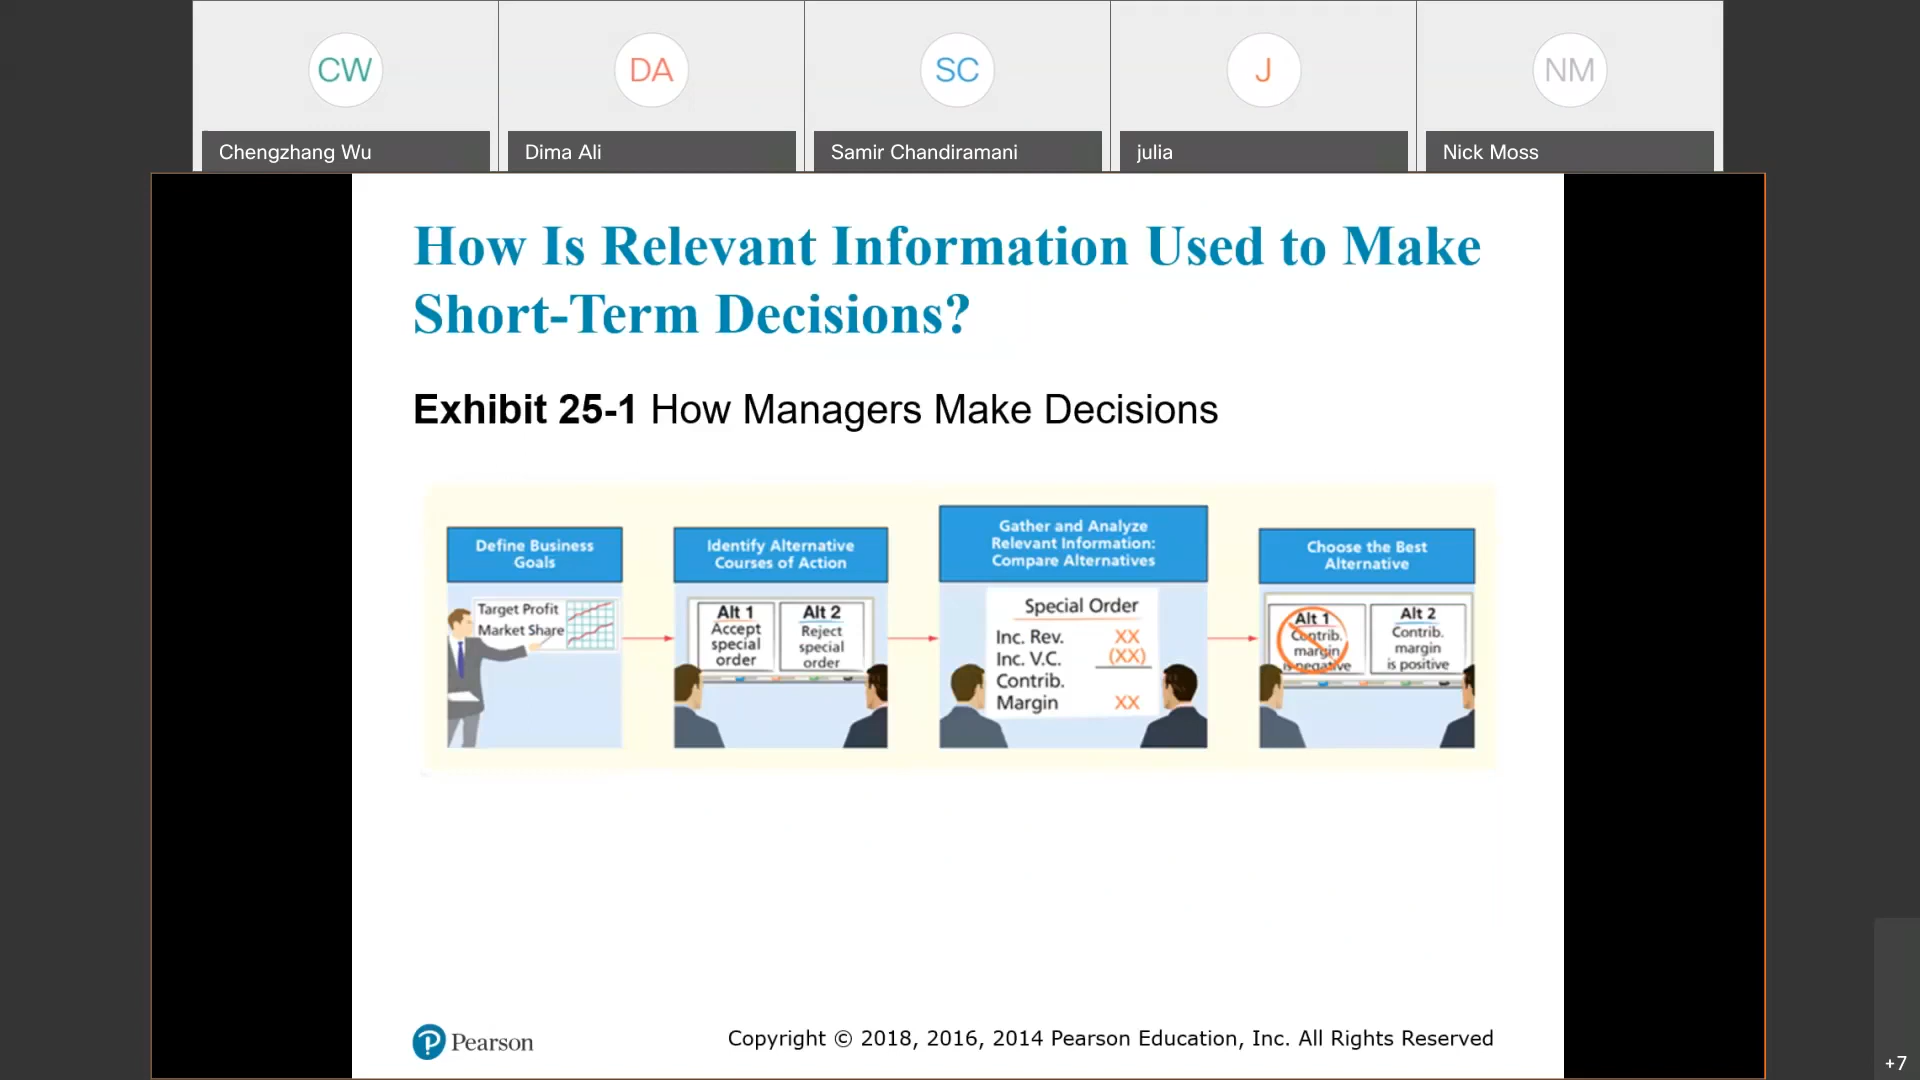 CW
DA
SC
J
NM
Chengzhang Wu
Dima Ali
Samir Chandiramani
julia
Nick Moss
How Is Relevant Information Used to Make
Short-Term Decisions?
Exhibit 25-1 How Managers Make Decisions
Define Business
Goals
Target Profit
Market Share
Identify Alternative
Courses of Action
Alt 1
Accept
special
order
Alt 2
Reject
special
order
Gather and Analyze
Relevant Information:
Compare Alternatives
Special Order
Inc. Rev. XX
Inc. V.C. (XX)
Contrib.
Margin XX
Choose the Best
Alternative
Alt 1
Contrib.
margin
is negative
Alt 2
Contrib.
margin
is positive
Pearson
Copyright © 2018, 2016, 2014 Pearson Education, Inc. All Rights Reserved
+7